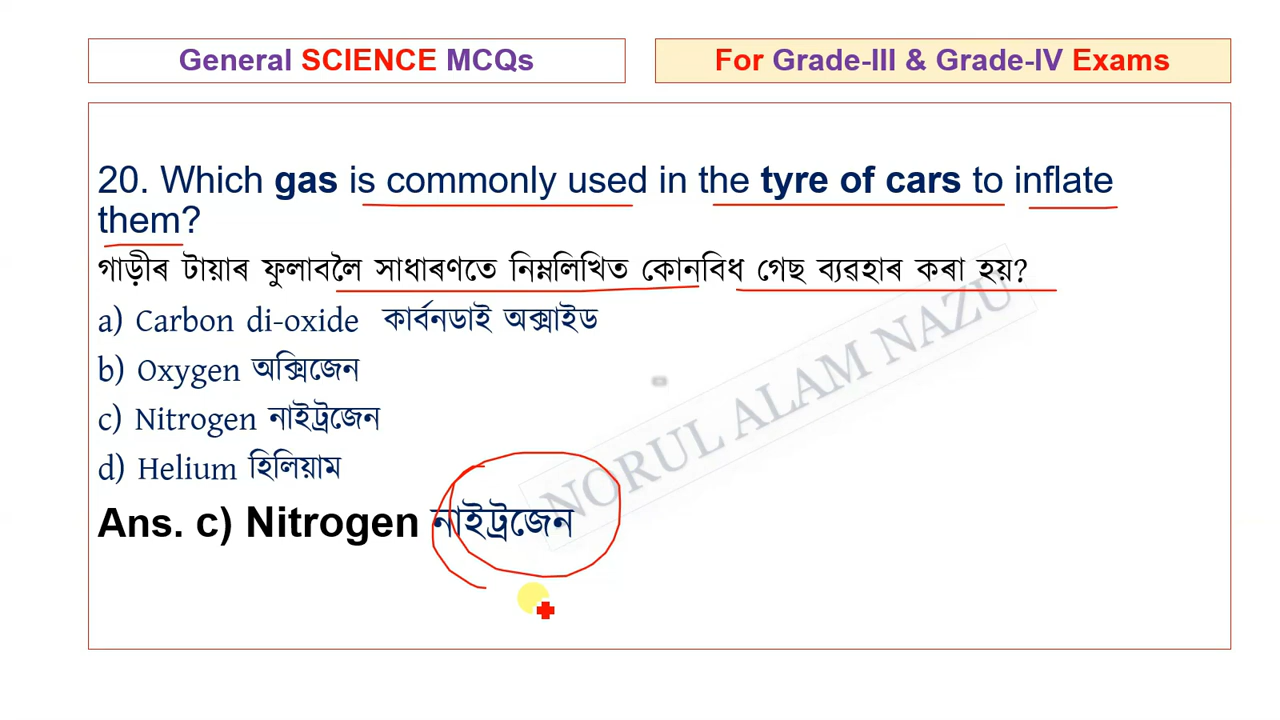 General SCIENCE MCQs
For Grade-III & Grade-IV Exams
20. Which gas is commonly used in the tyre of cars to inflate
them?
গাড়ীৰ টায়াৰ ফুলাবলৈ সাধাৰণতে নিম্নলিখিত কোনবিধ গেছ ব্যৱহাৰ কৰা হয়?
a) Carbon di-oxide কাৰ্বনডাই অক্সাইড
b) Oxygen অক্সিজেন
c) Nitrogen নাইট্ৰজেন
d) Helium হিলিয়াম
Ans. c) Nitrogen নাইট্ৰজেন
NORUL ALAM NAZU